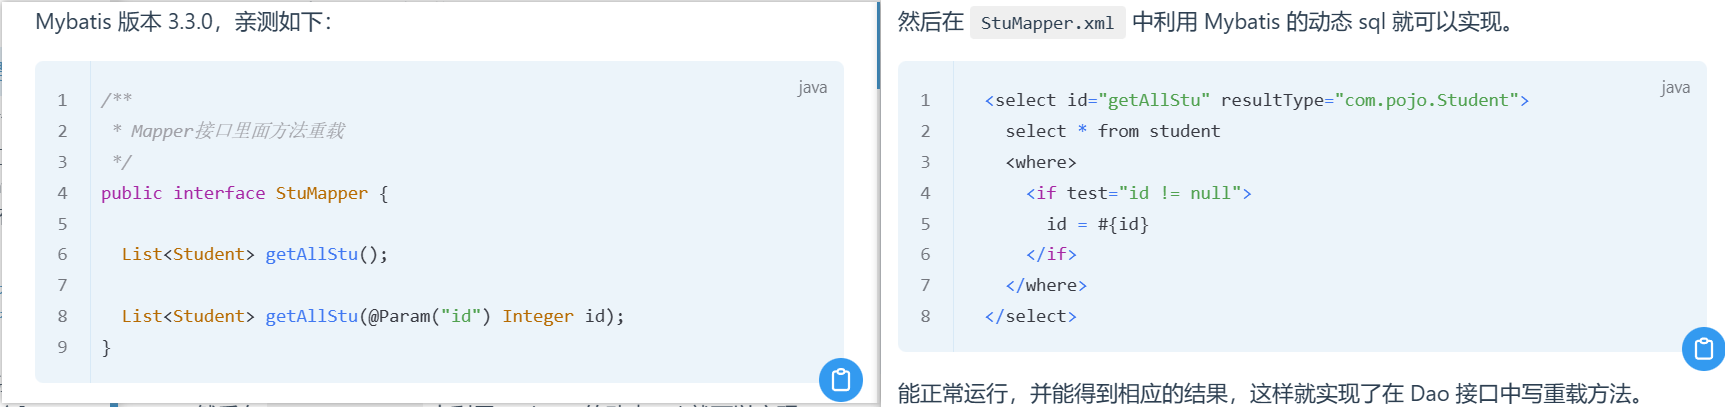 Mybatis 版本 3.3.0，亲测如下：
java
1 /**
2 * Mapper接口里面方法重载
3 */
4 public interface StuMapper {
5
6 List<Student> getAllStu();
7
8 List<Student> getAllStu(@Param("id") Integer id);
9 }
然后在 StuMapper.xml 中利用 Mybatis 的动态 sql 就可以实现。
java
1 <select id="getAllStu" resultType="com.pojo.Student">
2 select * from student
3 <where>
4 <if test="id != null">
5 id = #{id}
6 </if>
7 </where>
8 </select>
能正常运行，并能得到相应的结果，这样就实现了在 Dao 接口中写重载方法。